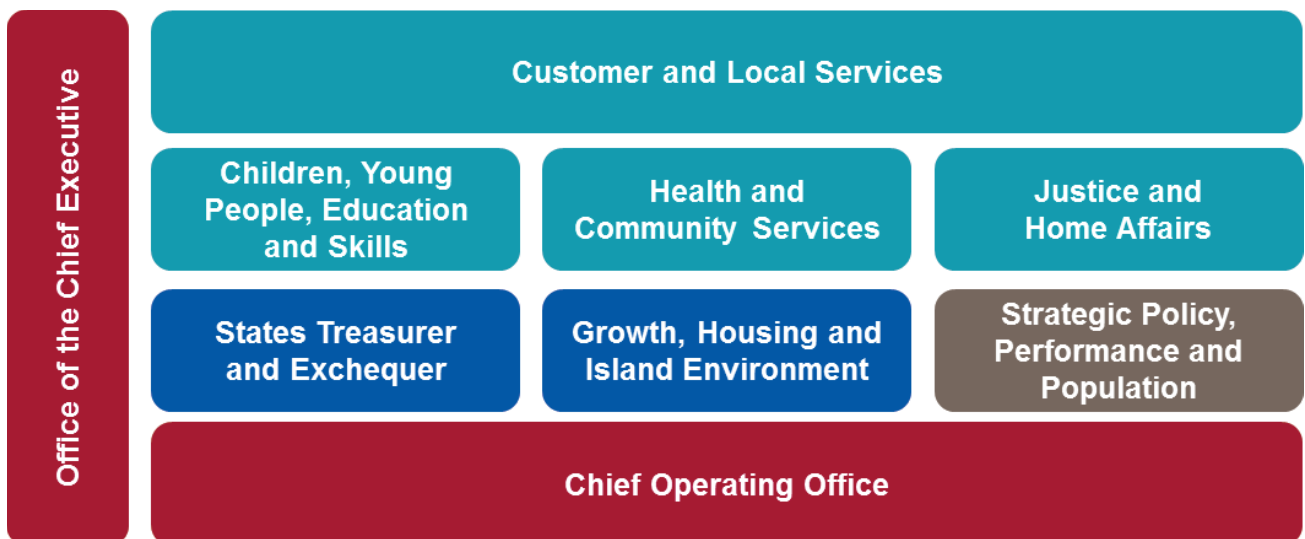 Office of the Chief Executive
Customer and Local Services
Children, Young
People, Education
and Skills
Health and
Community Services
Justice and
Home Affairs
States Treasurer
and Exchequer
Growth, Housing and
Island Environment
Strategic Policy,
Performance and
Population
Chief Operating Office